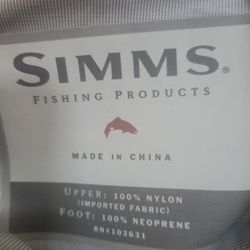 SIMMS®
FISHING PRODUCTS
MADE IN CHINA
UPPER: 100% NYLON
(IMPORTED FABRIC)
FOOT: 100% NEOPRENE
RN#103631